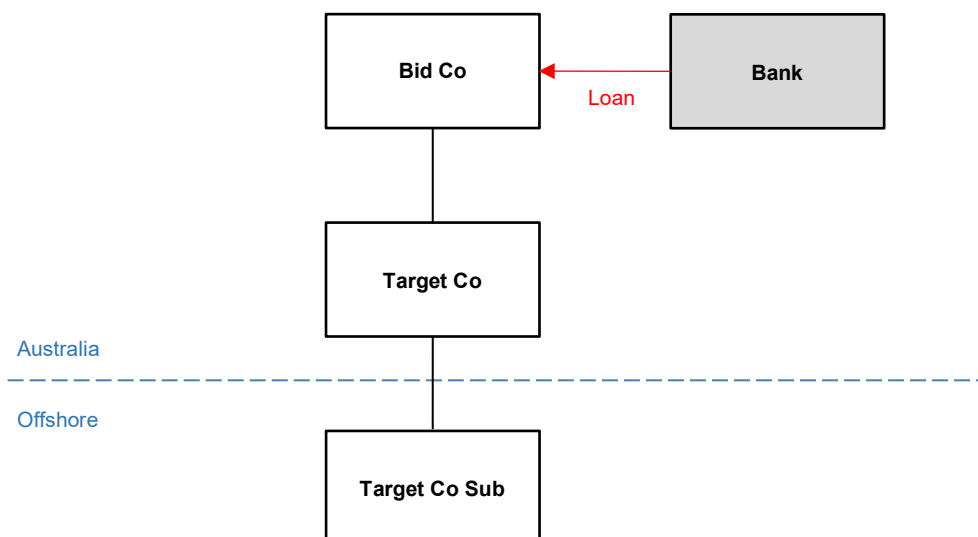 Bid Co
Bank
Loan
Target Co
Australia
Offshore
Target Co Sub